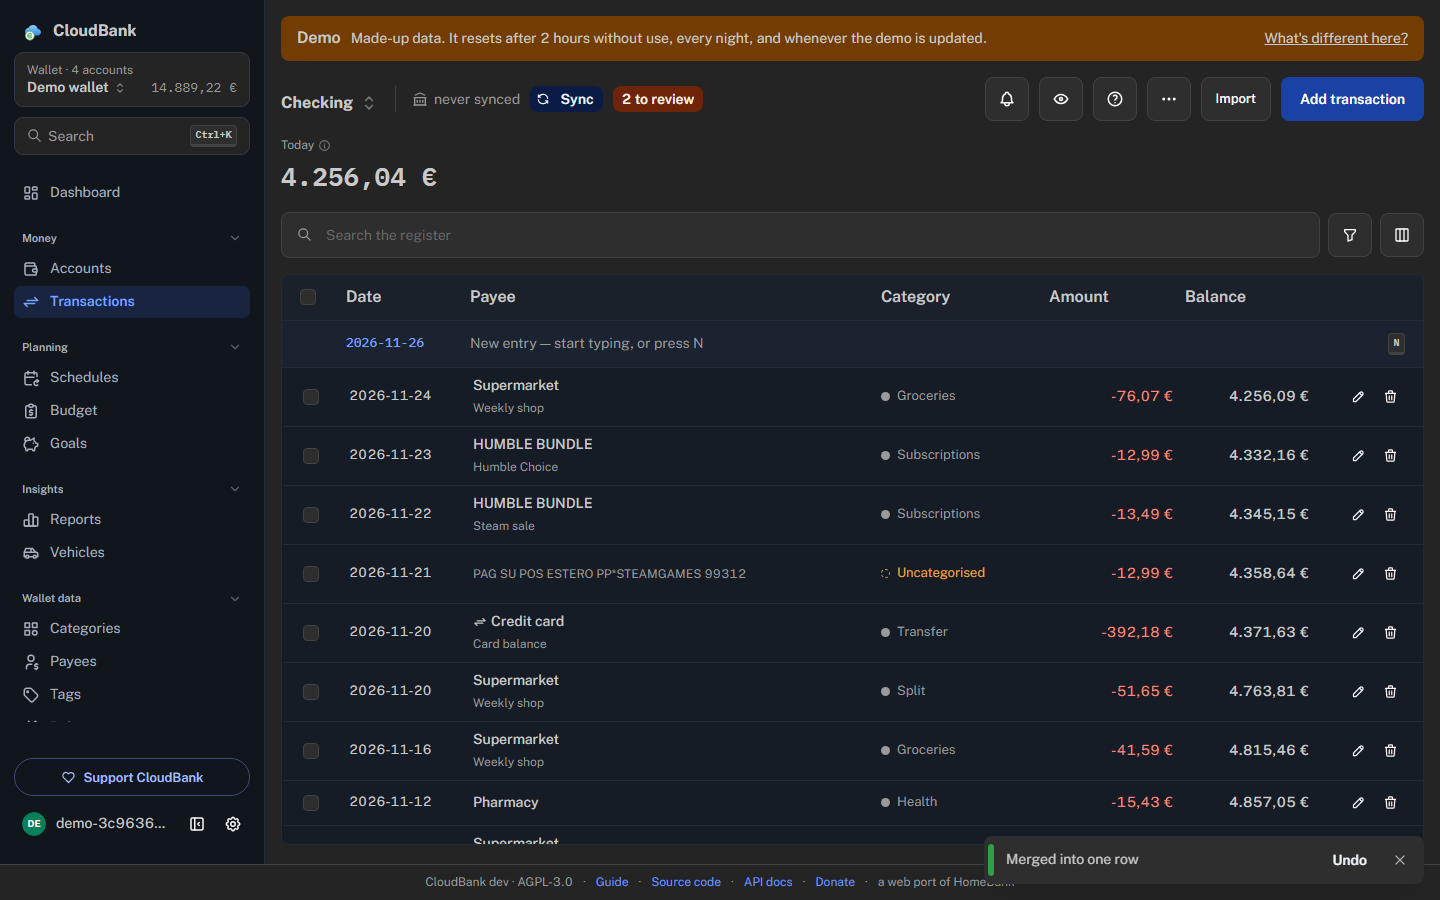 CloudBank
Wallet · 4 accounts
Demo wallet 14.889,22 €
Search Ctrl+K
Dashboard
Money
Accounts
Transactions
Planning
Schedules
Budget
Goals
Insights
Reports
Vehicles
Wallet data
Categories
Payees
Tags
Support CloudBank
DE demo-3c9636...
Demo Made-up data. It resets after 2 hours without use, every night, and whenever the demo is updated. What's different here?
Checking never synced Sync 2 to review Import Add transaction
Today
4.256,04 €
Search the register
Date Payee Category Amount Balance
2026-11-26 New entry — start typing, or press N N
2026-11-24 Supermarket Groceries -76,07 € 4.256,09 €
Weekly shop
2026-11-23 HUMBLE BUNDLE Subscriptions -12,99 € 4.332,16 €
Humble Choice
2026-11-22 HUMBLE BUNDLE Subscriptions -13,49 € 4.345,15 €
Steam sale
2026-11-21 PAG SU POS ESTERO PP*STEAMGAMES 99312 Uncategorised -12,99 € 4.358,64 €
2026-11-20 Credit card Transfer -392,18 € 4.371,63 €
Card balance
2026-11-20 Supermarket Split -51,65 € 4.763,81 €
Weekly shop
2026-11-16 Supermarket Groceries -41,59 € 4.815,46 €
Weekly shop
2026-11-12 Pharmacy Health -15,43 € 4.857,05 €
Supermarket
Merged into one row Undo
CloudBank dev · AGPL-3.0 · Guide · Source code · API docs · Donate · a web port of HomeBank